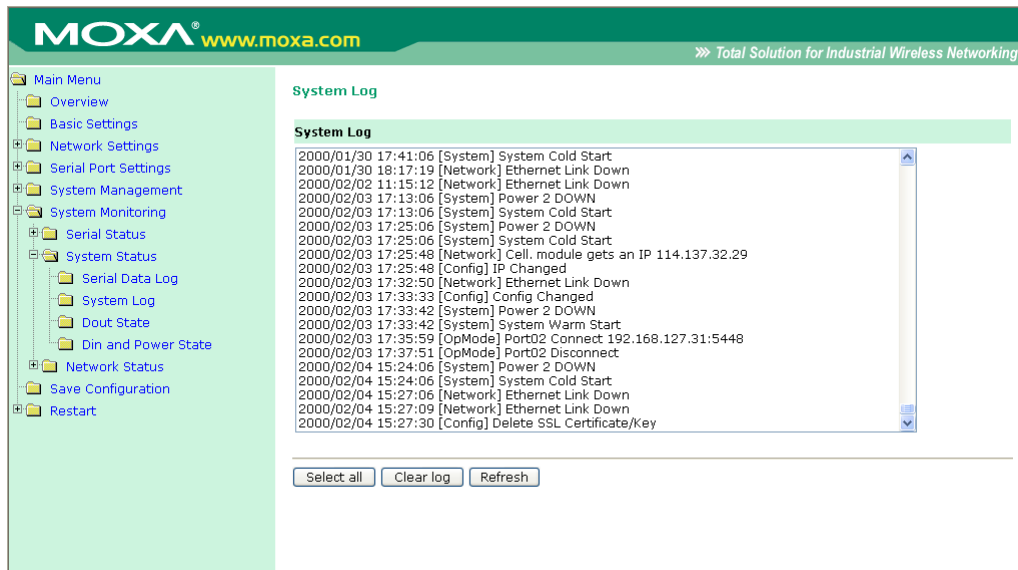 MOXA® www.moxa.com
Total Solution for Industrial Wireless Networking
Main Menu
Overview
Basic Settings
Network Settings
Serial Port Settings
System Management
System Monitoring
Serial Status
System Status
Serial Data Log
System Log
Dout State
Din and Power State
Network Status
Save Configuration
Restart
System Log
System Log
2000/01/30 17:41:06 [System] System Cold Start
2000/01/30 18:17:19 [Network] Ethernet Link Down
2000/02/02 11:15:12 [Network] Ethernet Link Down
2000/02/03 17:13:06 [System] Power 2 DOWN
2000/02/03 17:13:06 [System] System Cold Start
2000/02/03 17:25:06 [System] Power 2 DOWN
2000/02/03 17:25:06 [System] System Cold Start
2000/02/03 17:25:48 [Network] Cell. module gets an IP 114.137.32.29
2000/02/03 17:25:48 [Config] IP Changed
2000/02/03 17:32:50 [Network] Ethernet Link Down
2000/02/03 17:33:33 [Config] Config Changed
2000/02/03 17:33:42 [System] Power 2 DOWN
2000/02/03 17:33:42 [System] System Warm Start
2000/02/03 17:35:59 [OpMode] Port02 Connect 192.168.127.31:5448
2000/02/03 17:37:51 [OpMode] Port02 Disconnect
2000/02/04 15:24:06 [System] Power 2 DOWN
2000/02/04 15:24:06 [System] System Cold Start
2000/02/04 15:27:06 [Network] Ethernet Link Down
2000/02/04 15:27:09 [Network] Ethernet Link Down
2000/02/04 15:27:30 [Config] Delete SSL Certificate/Key
Select all
Clear log
Refresh